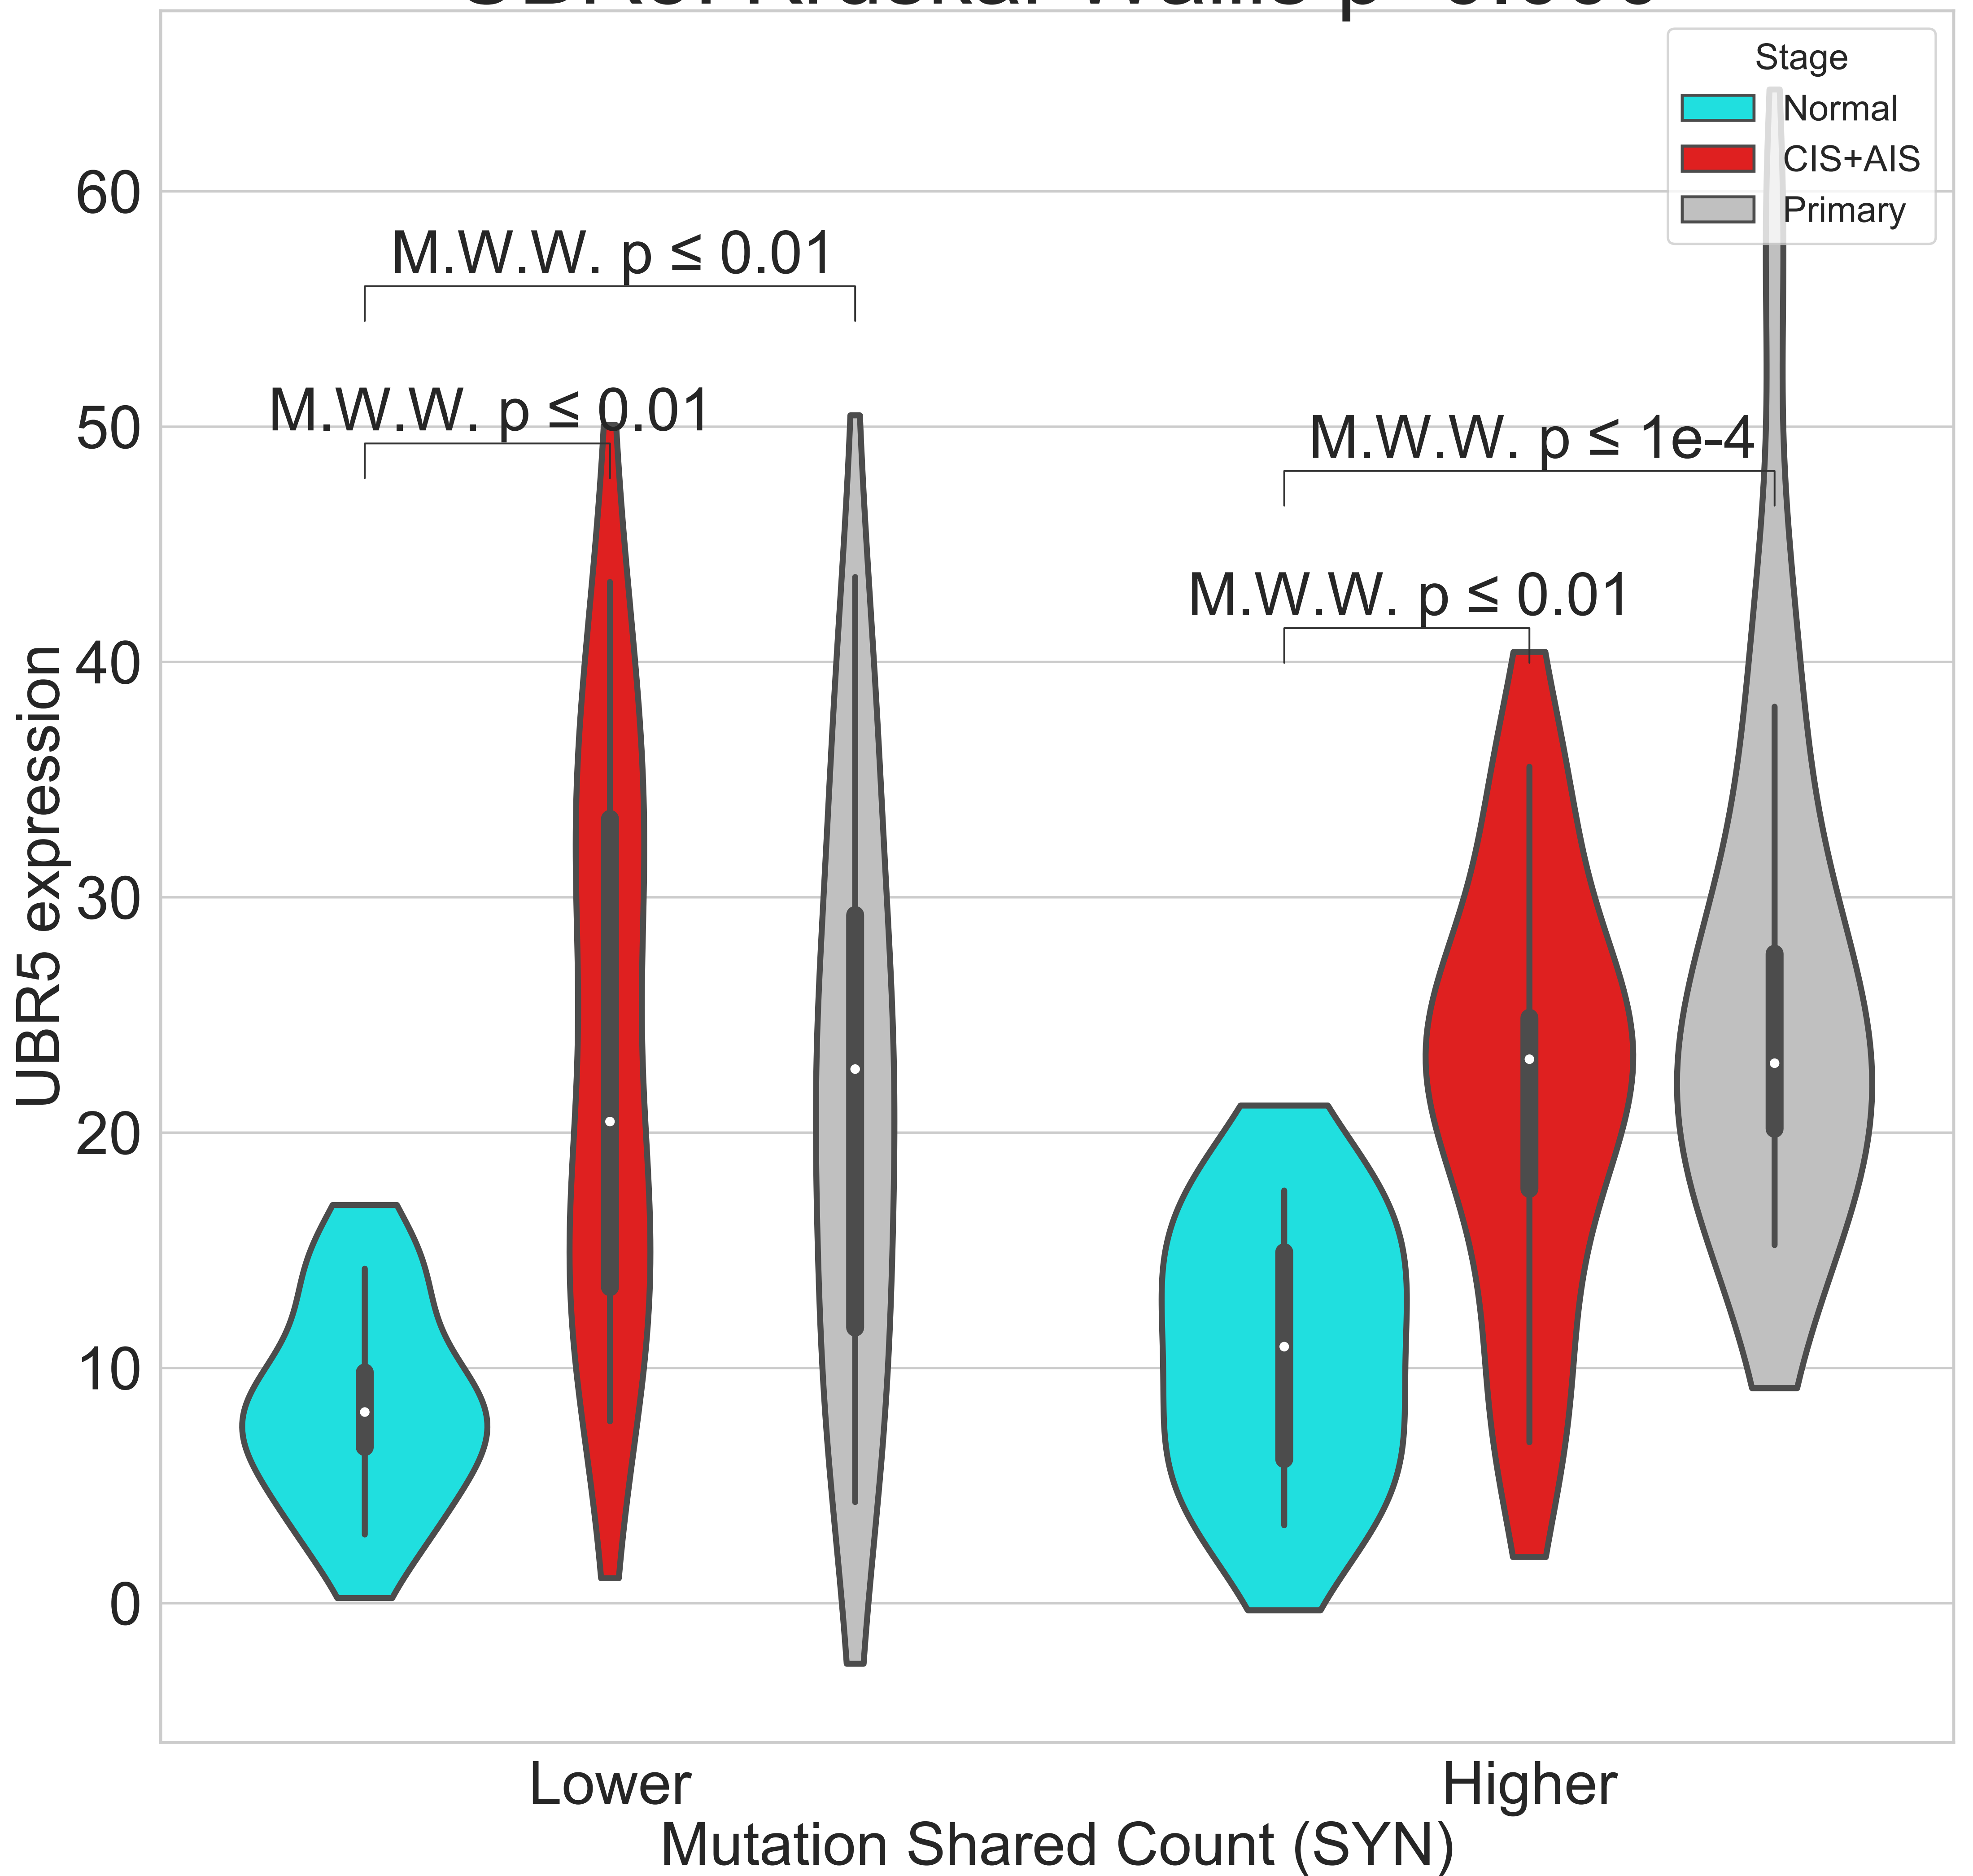 Stage
Normal
CIS+AIS
Primary
M.W.W. p ≤ 0.01
M.W.W. p ≤ 0.01
M.W.W. p ≤ 1e-4
M.W.W. p ≤ 0.01
UBR5 expression
60
50
40
30
20
10
0
Lower
Higher
Mutation Shared Count (SYN)